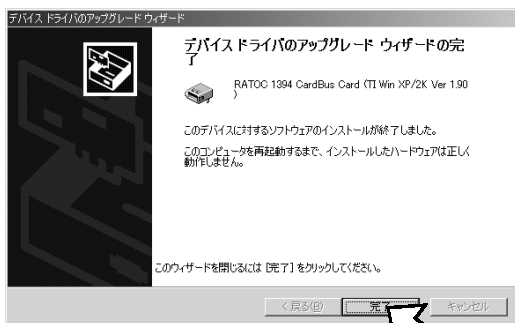 デバイス ドライバのアップグレード ウィザード
デバイス ドライバのアップグレード ウィザードの完
了
RATOC 1394 CardBus Card (TI Win XP/2K Ver 1.90
)
このデバイスに対するソフトウェアのインストールが終了しました。
このコンピュータを再起動するまで、インストールしたハードウェアは正しく
動作しません。
このウィザードを閉じるには [完了] をクリックしてください。
< 戻る(B)
完了
キャンセル